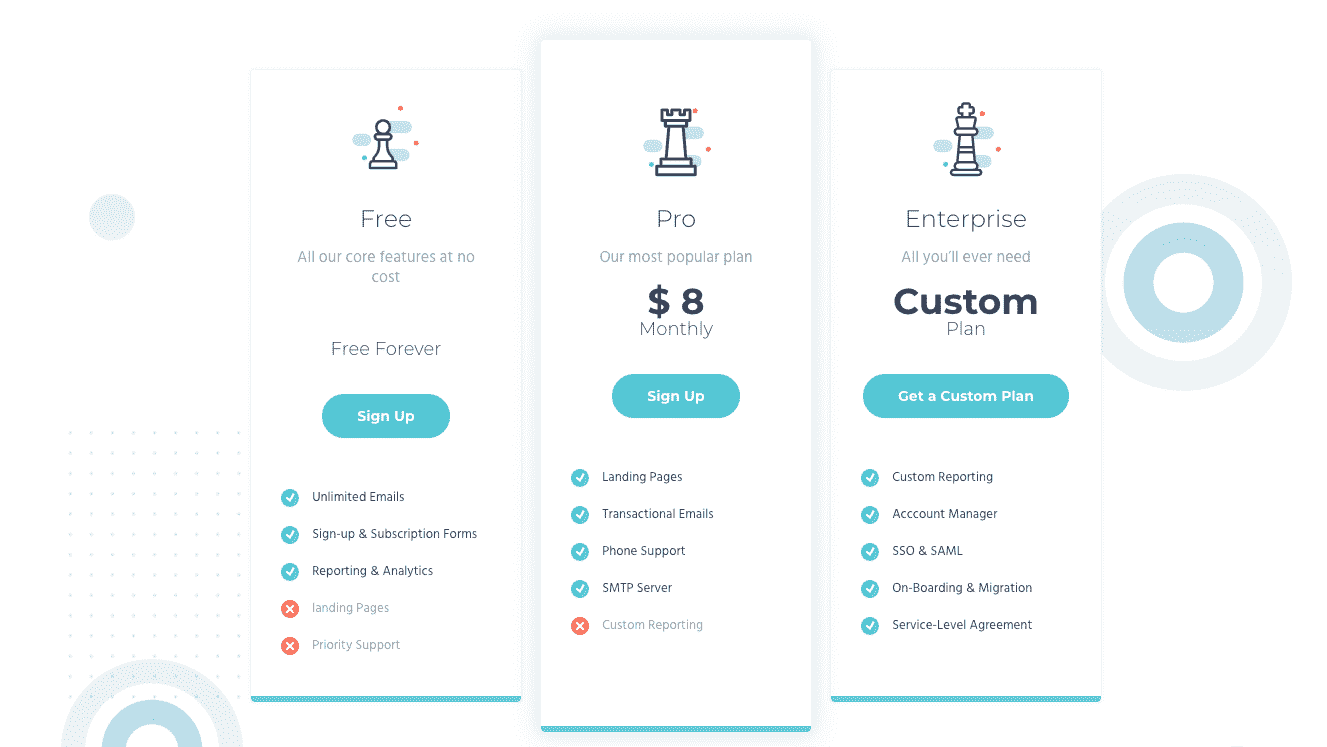 Free
All our core features at no
cost
Free Forever
Sign Up
Unlimited Emails
Sign-up & Subscription Forms
Reporting & Analytics
landing Pages
Priority Support
Pro
Our most popular plan
$ 8
Monthly
Sign Up
Landing Pages
Transactional Emails
Phone Support
SMTP Server
Custom Reporting
Enterprise
All you'll ever need
Custom
Plan
Get a Custom Plan
Custom Reporting
Acccount Manager
SSO & SAML
On-Boarding & Migration
Service-Level Agreement